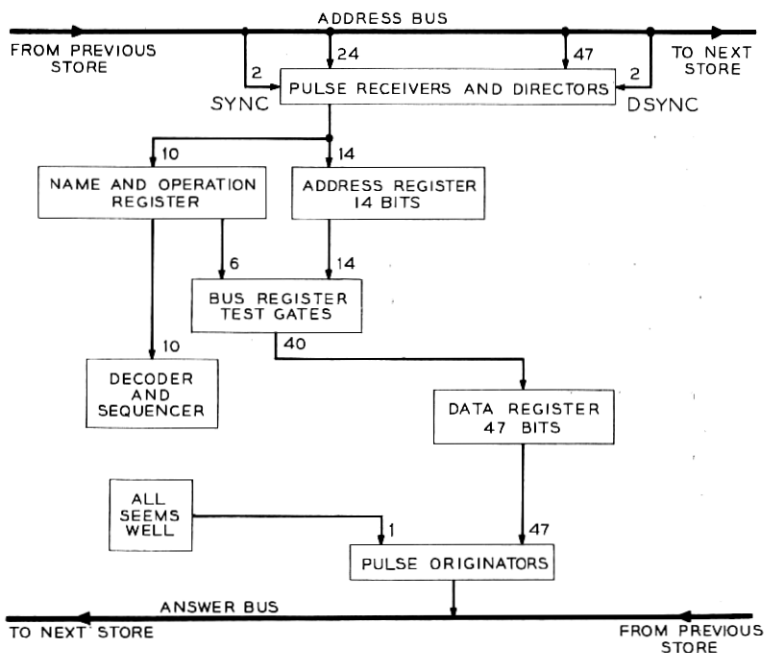 ADDRESS BUS
FROM PREVIOUS
STORE
TO NEXT
STORE
24
47
2
2
SYNC
PULSE RECEIVERS AND DIRECTORS
DSYNC
10
14
NAME AND OPERATION
REGISTER
ADDRESS REGISTER
14 BITS
6
14
BUS REGISTER
TEST GATES
10
40
DECODER
AND
SEQUENCER
DATA REGISTER
47 BITS
ALL
SEEMS
WELL
1
47
PULSE ORIGINATORS
ANSWER BUS
TO NEXT STORE
FROM PREVIOUS
STORE